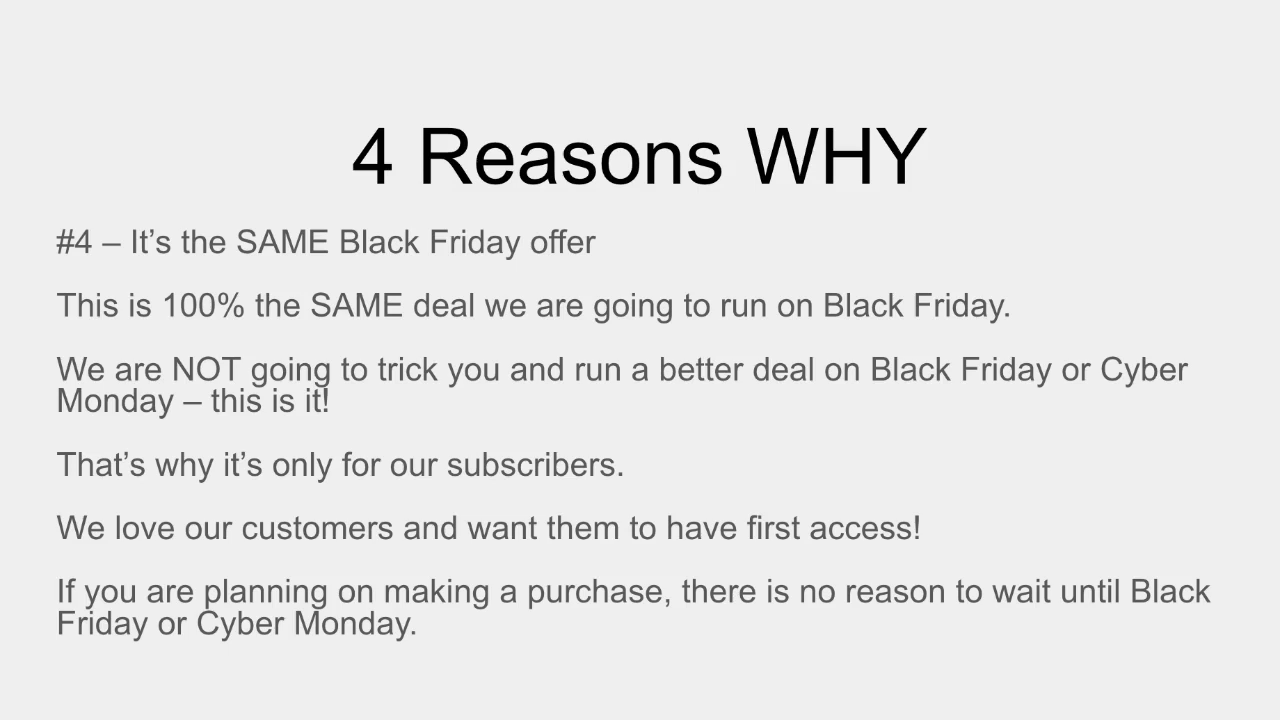 4 Reasons WHY
#4 – It’s the SAME Black Friday offer
This is 100% the SAME deal we are going to run on Black Friday.
We are NOT going to trick you and run a better deal on Black Friday or Cyber
Monday – this is it!
That’s why it’s only for our subscribers.
We love our customers and want them to have first access!
If you are planning on making a purchase, there is no reason to wait until Black
Friday or Cyber Monday.